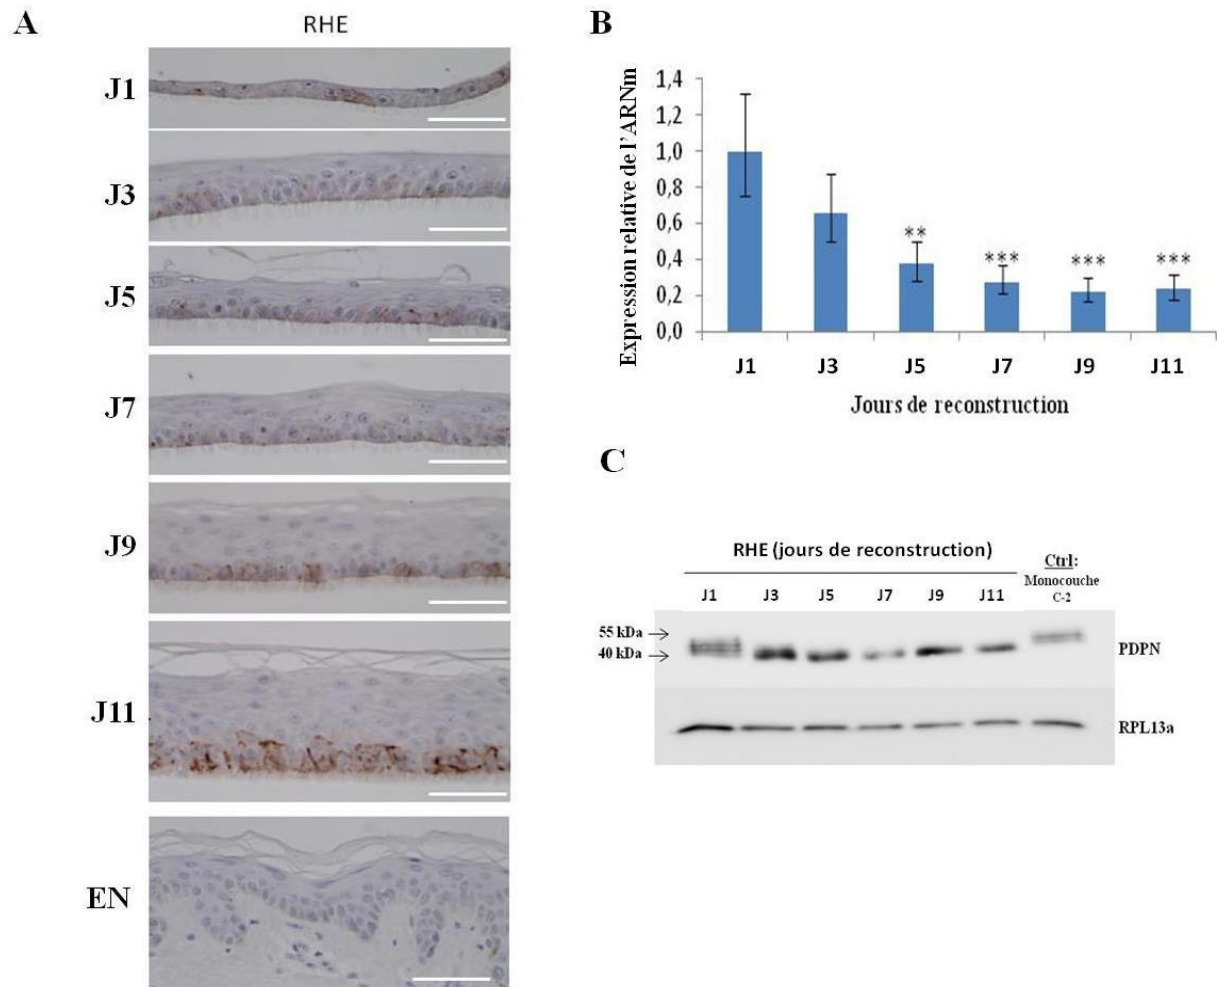 A
RHE
J1
J3
J5
J7
J9
J11
EN
B
Expression relative de l'ARNm
1,4
1,2
1,0
0,8
0,6
0,4
0,2
0,0
**
***
***
***
J1 J3 J5 J7 J9 J11
Jours de reconstruction
C
RHE (jours de reconstruction)
Ctrl:
Monocouche
C-2
J1 J3 J5 J7 J9 J11
55 kDa →
40 kDa →
PDPN
RPL13a